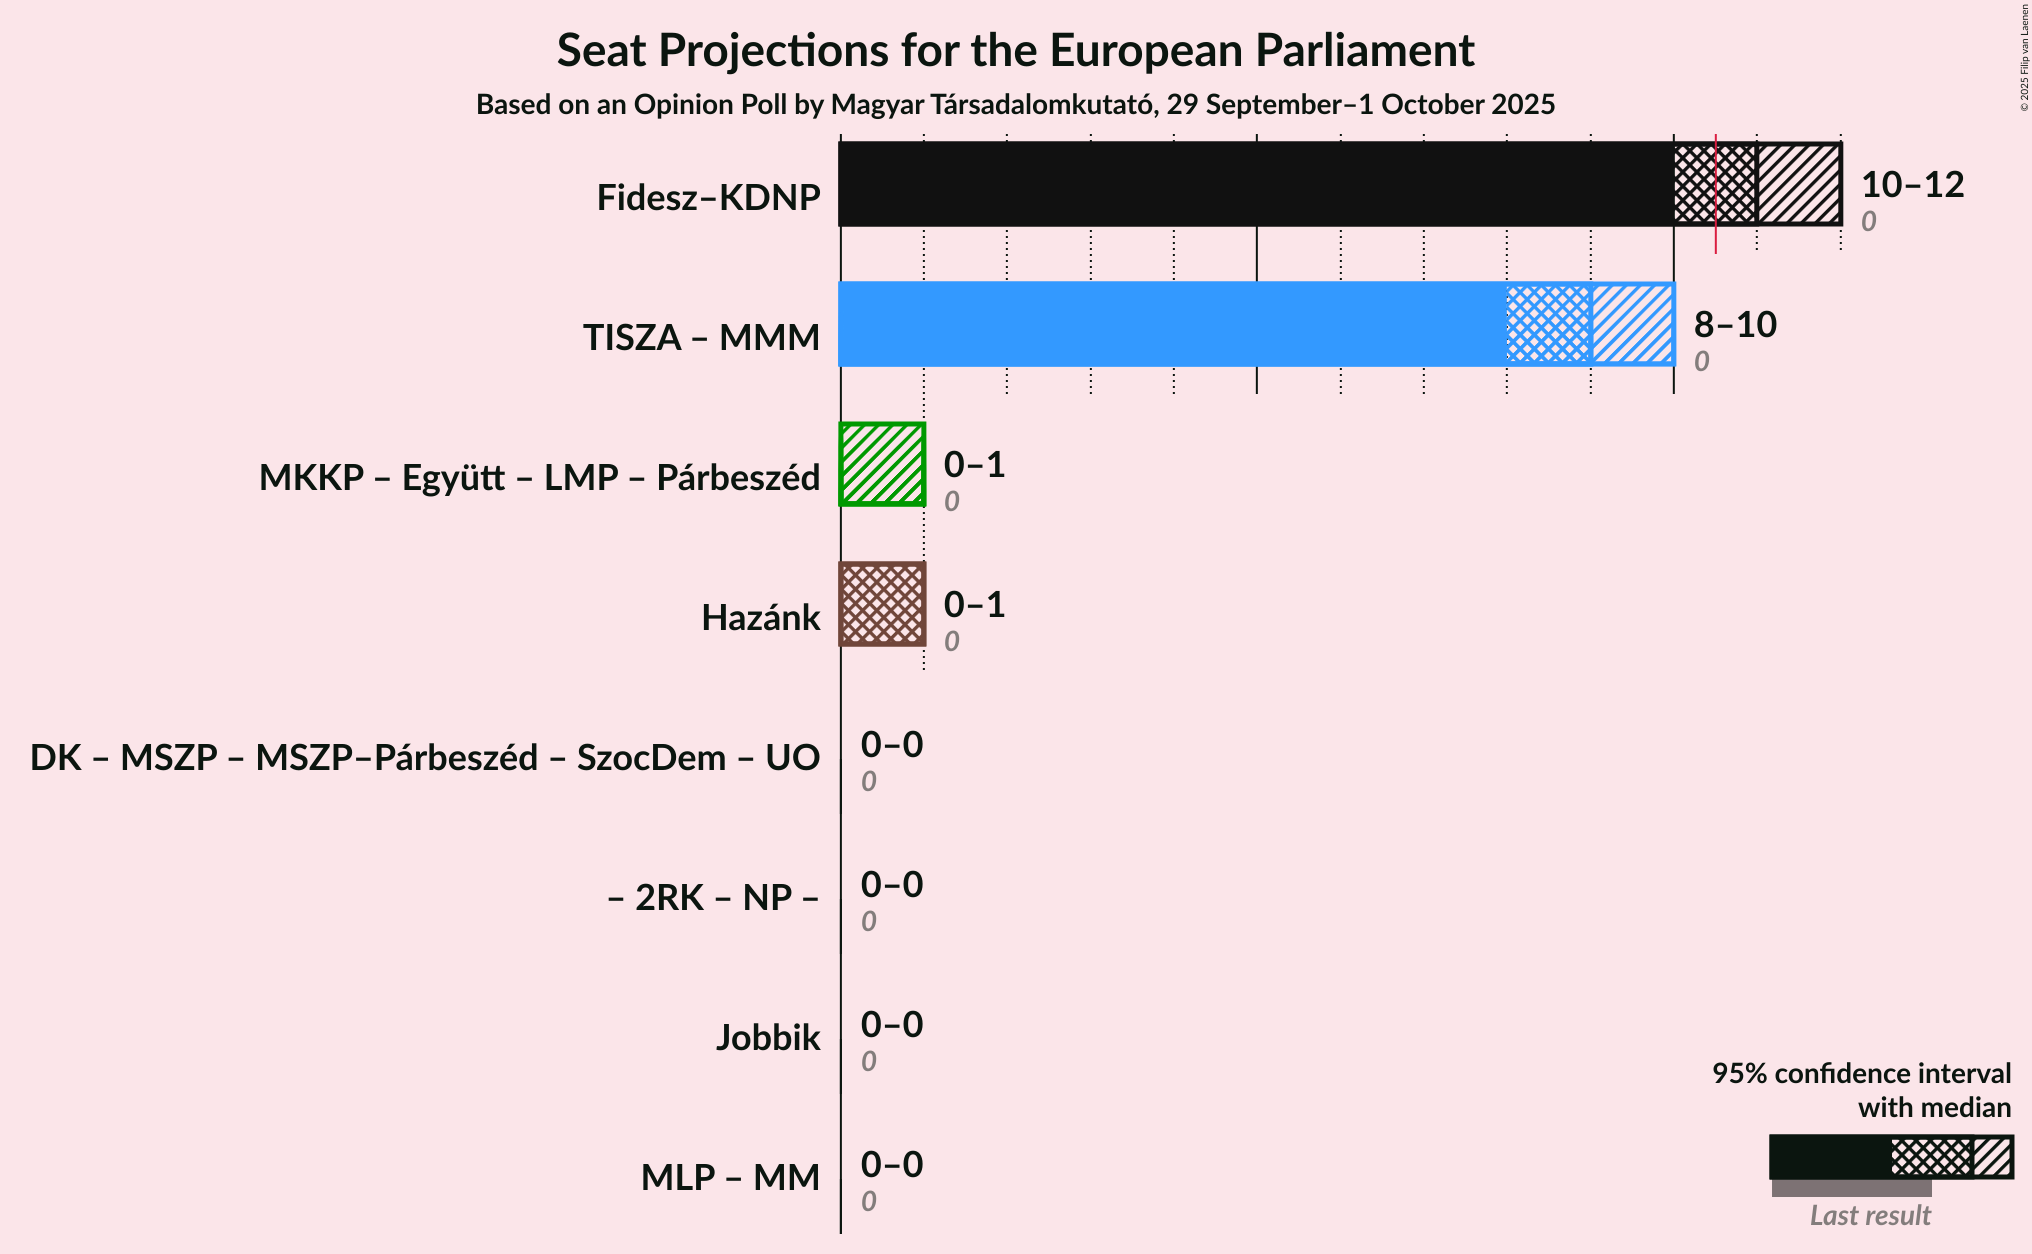 Seat Projections for the European Parliament
Based on an Opinion Poll by Magyar Társadalomkutató, 29 September–1 October 2025
© 2025 Filip van Laenen
Fidesz–KDNP
10–12
0
TISZA – MMM
8–10
0
MKKP – Együtt – LMP – Párbeszéd
0–1
0
Hazánk
0–1
0
DK – MSZP – MSZP–Párbeszéd – SzocDem – UO
0–0
0
– 2RK – NP –
0–0
0
Jobbik
0–0
0
MLP – MM
0–0
0
95% confidence interval
with median
Last result